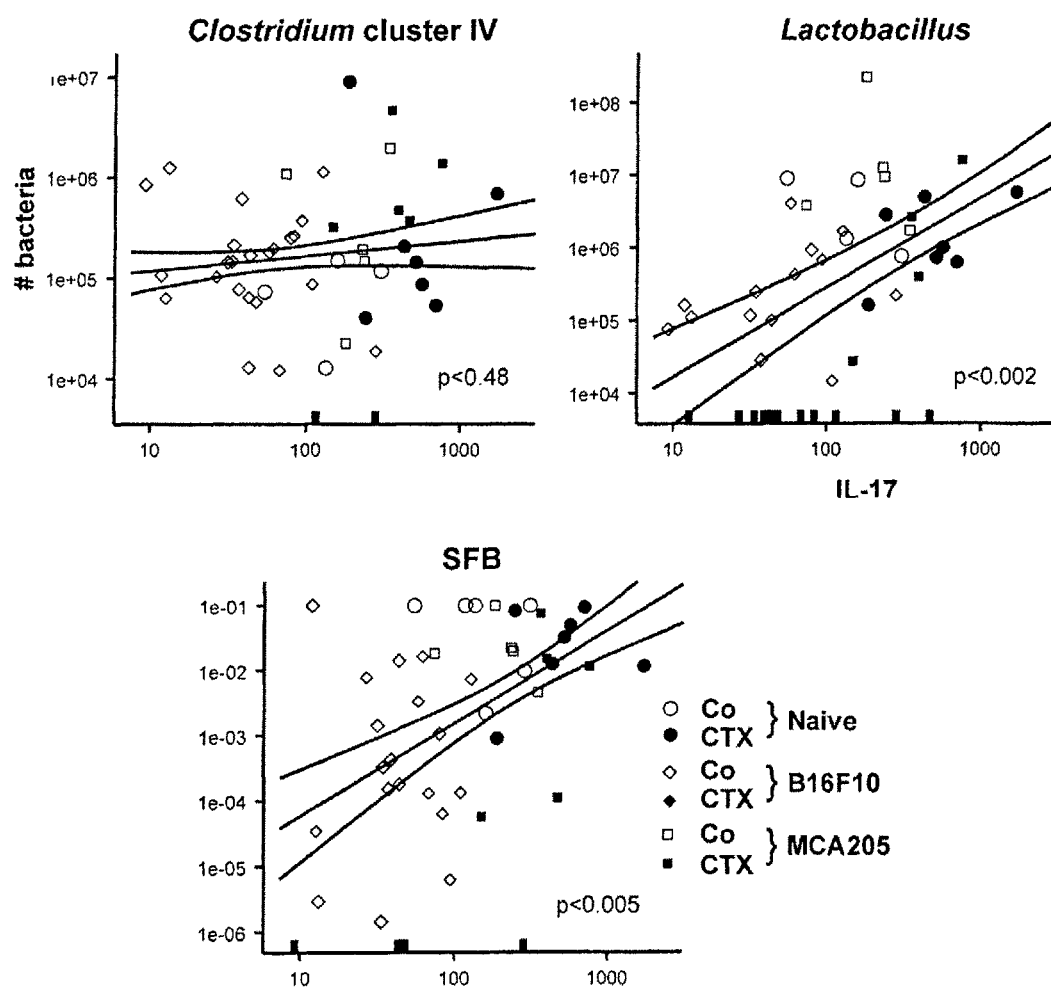 Clostridium cluster IV
Lactobacillus
# bacteria
1e+07
1e+06
1e+05
1e+04
p<0.48
10 100 1000
1e+08
1e+07
1e+06
1e+05
1e+04
p<0.002
10 100 1000
IL-17
SFB
1e-01
1e-02
1e-03
1e-04
1e-05
1e-06
p<0.005
10 100 1000
Co } Naive
CTX
Co } B16F10
CTX
Co } MCA205
CTX